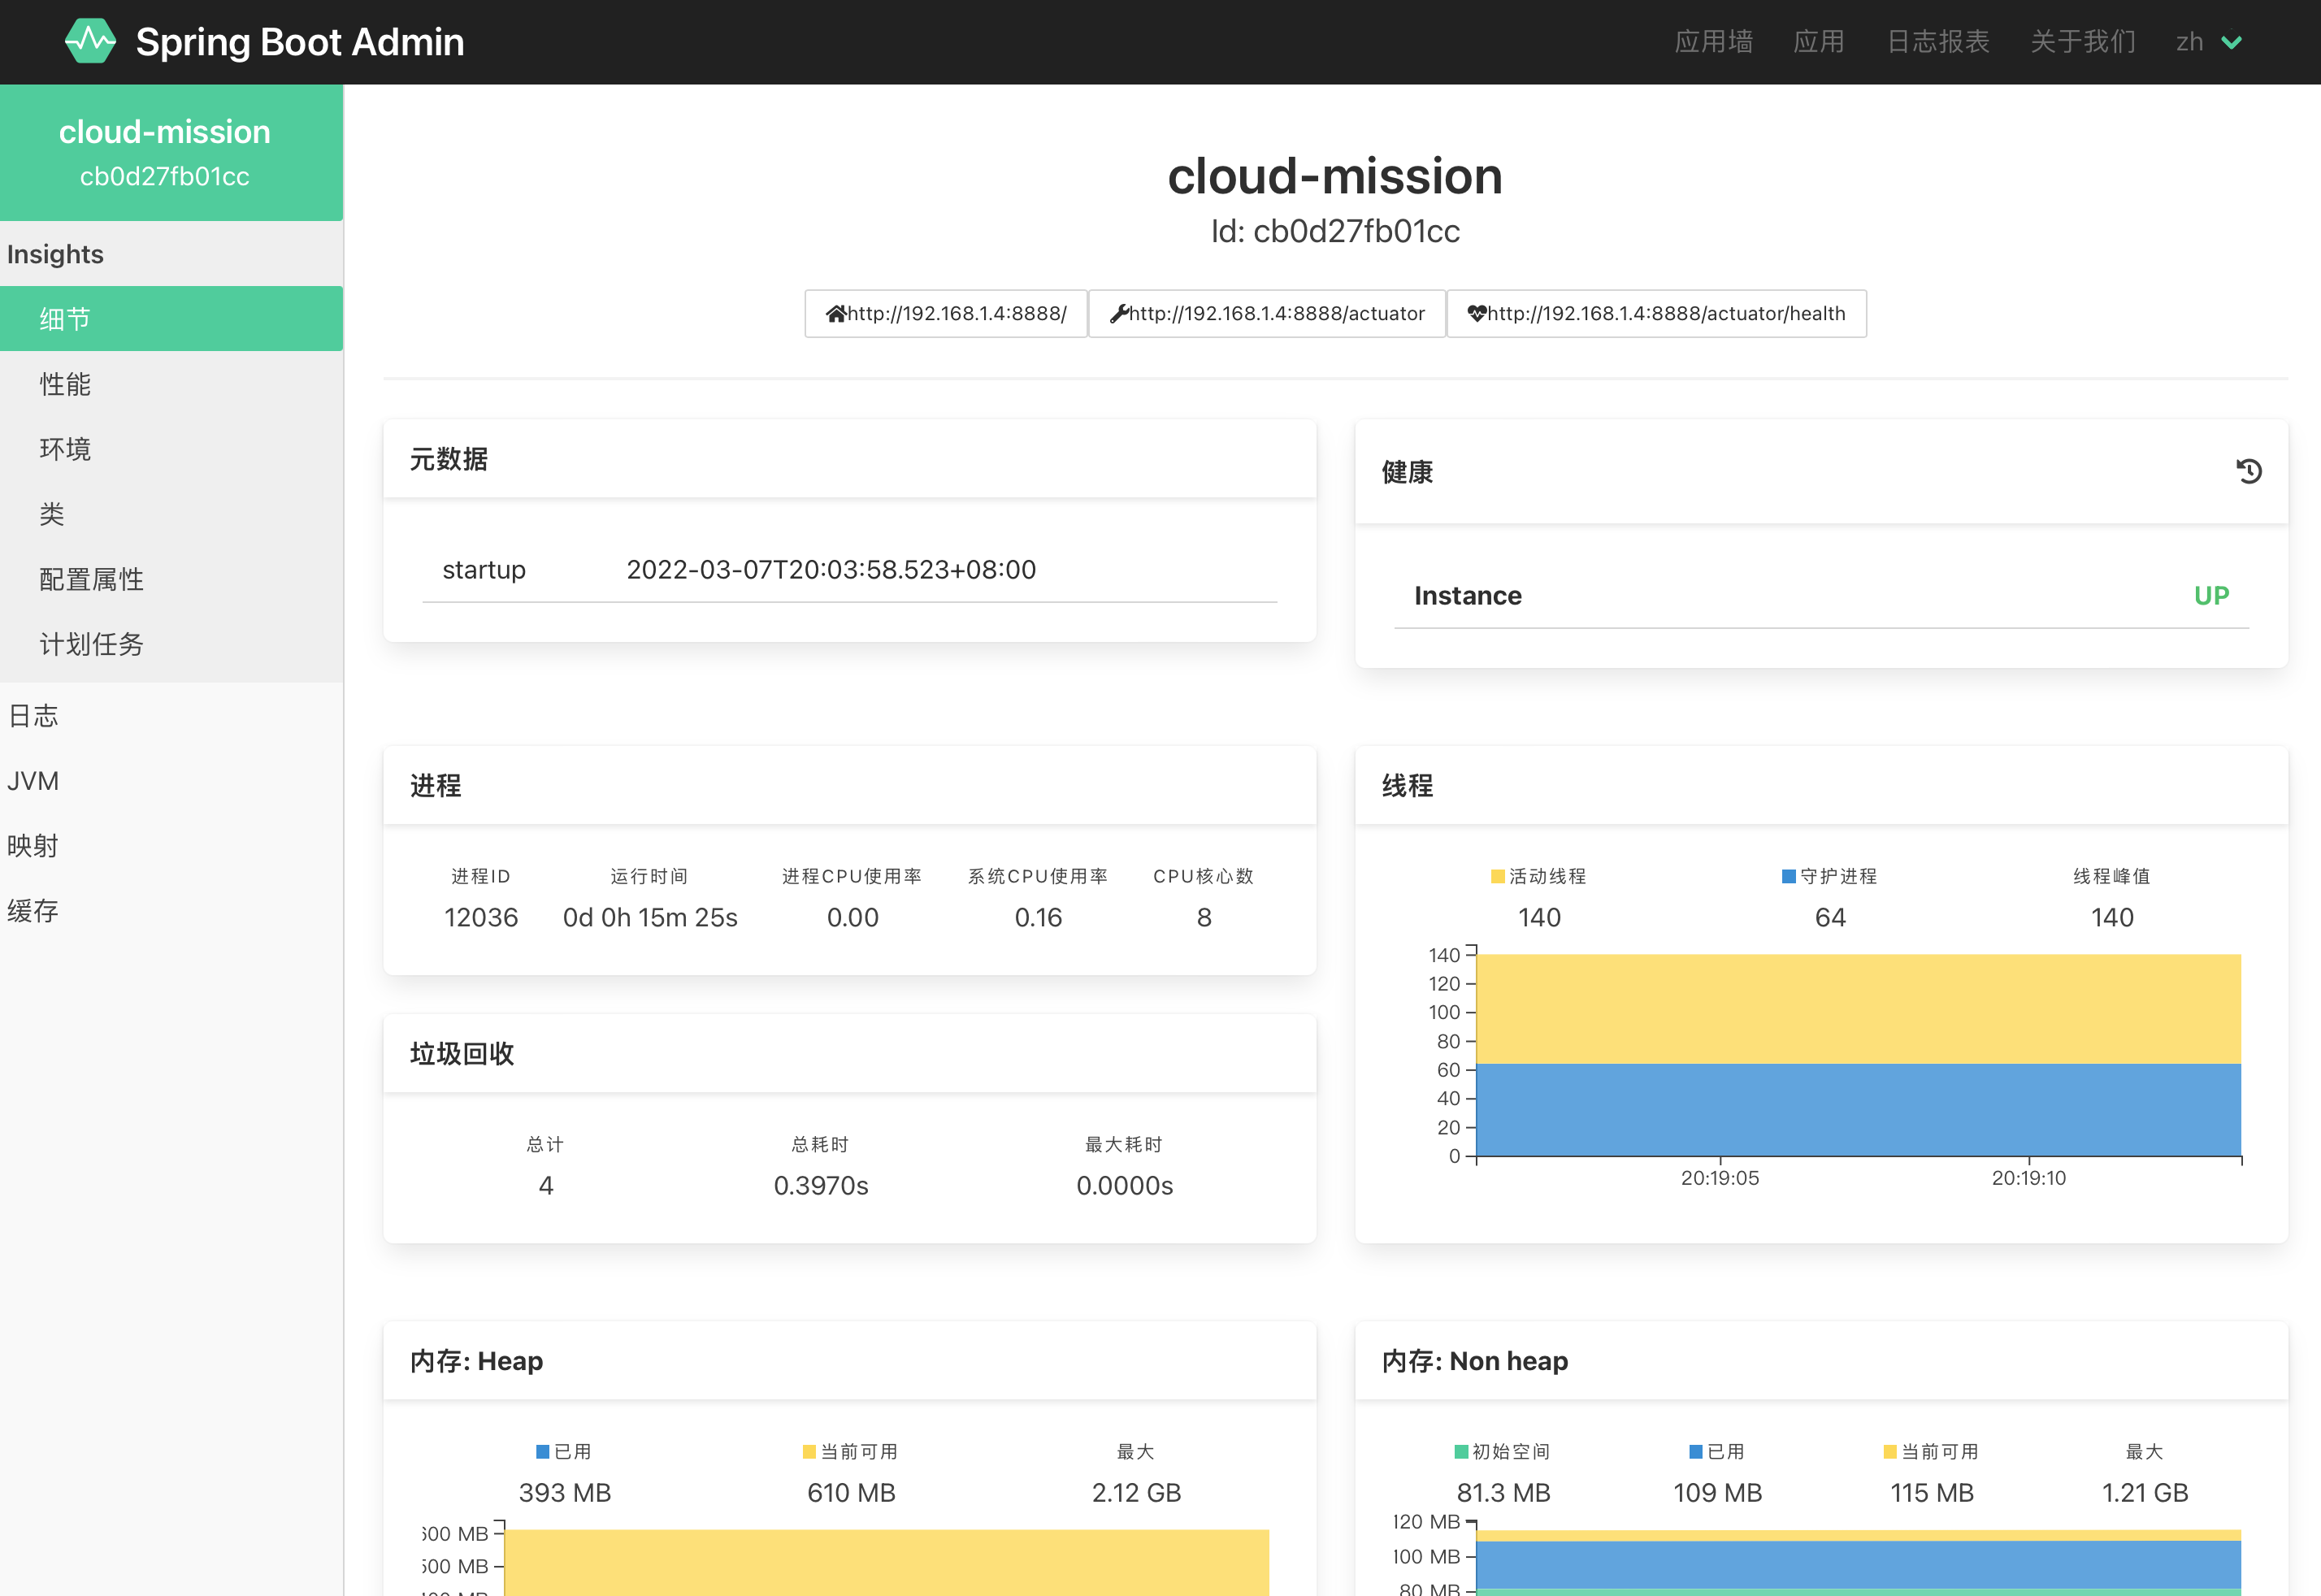 Spring Boot Admin
应用墙 应用 日志报表 关于我们 zh
cloud-mission
cb0d27fb01cc
Insights
细节
性能
环境
类
配置属性
计划任务
日志
JVM
映射
缓存
cloud-mission
Id: cb0d27fb01cc
http://192.168.1.4:8888/ http://192.168.1.4:8888/actuator http://192.168.1.4:8888/actuator/health
元数据
startup 2022-03-07T20:03:58.523+08:00
健康
Instance UP
进程
进程ID 运行时间 进程CPU使用率 系统CPU使用率 CPU核心数
12036 0d 0h 15m 25s 0.00 0.16 8
垃圾回收
总计 总耗时 最大耗时
4 0.3970s 0.0000s
线程
活动线程 守护进程 线程峰值
140 64 140
140
120
100
80
60
40
20
0
20:19:05 20:19:10
内存: Heap
已用 当前可用 最大
393 MB 610 MB 2.12 GB
600 MB
500 MB
内存: Non heap
初始空间 已用 当前可用 最大
81.3 MB 109 MB 115 MB 1.21 GB
120 MB
100 MB
80 MB